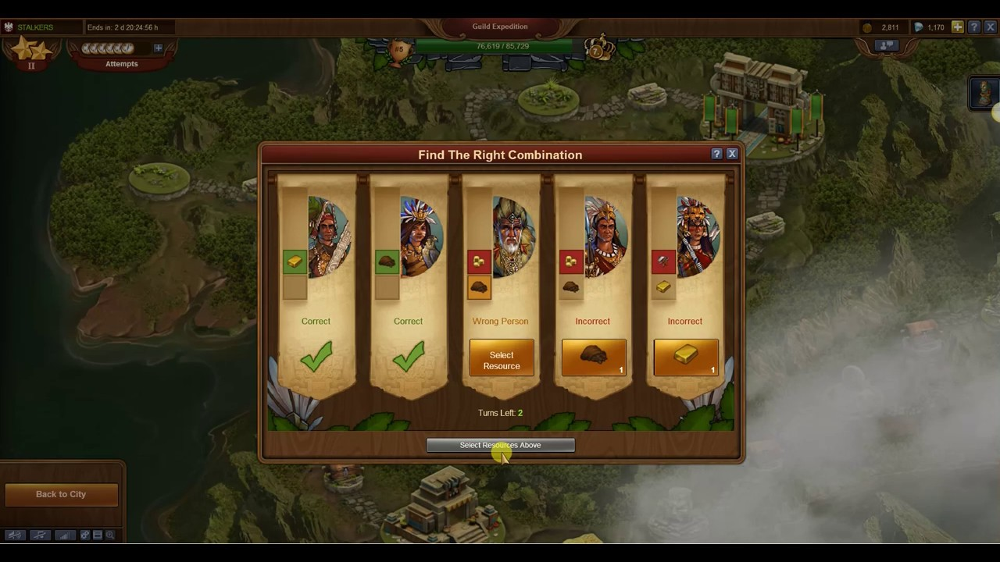 STALKERS
Ends in: 2 d 20:24:56 h
Guild Expedition
2,811
1,170
?
X
II
Attempts
#5
76,619 / 85,729
7.
Find The Right Combination
?
X
Correct
Correct
Wrong Person
Incorrect
Incorrect
Select
Resource
1
1
Turns Left: 2
Select Resources Above
Back to City